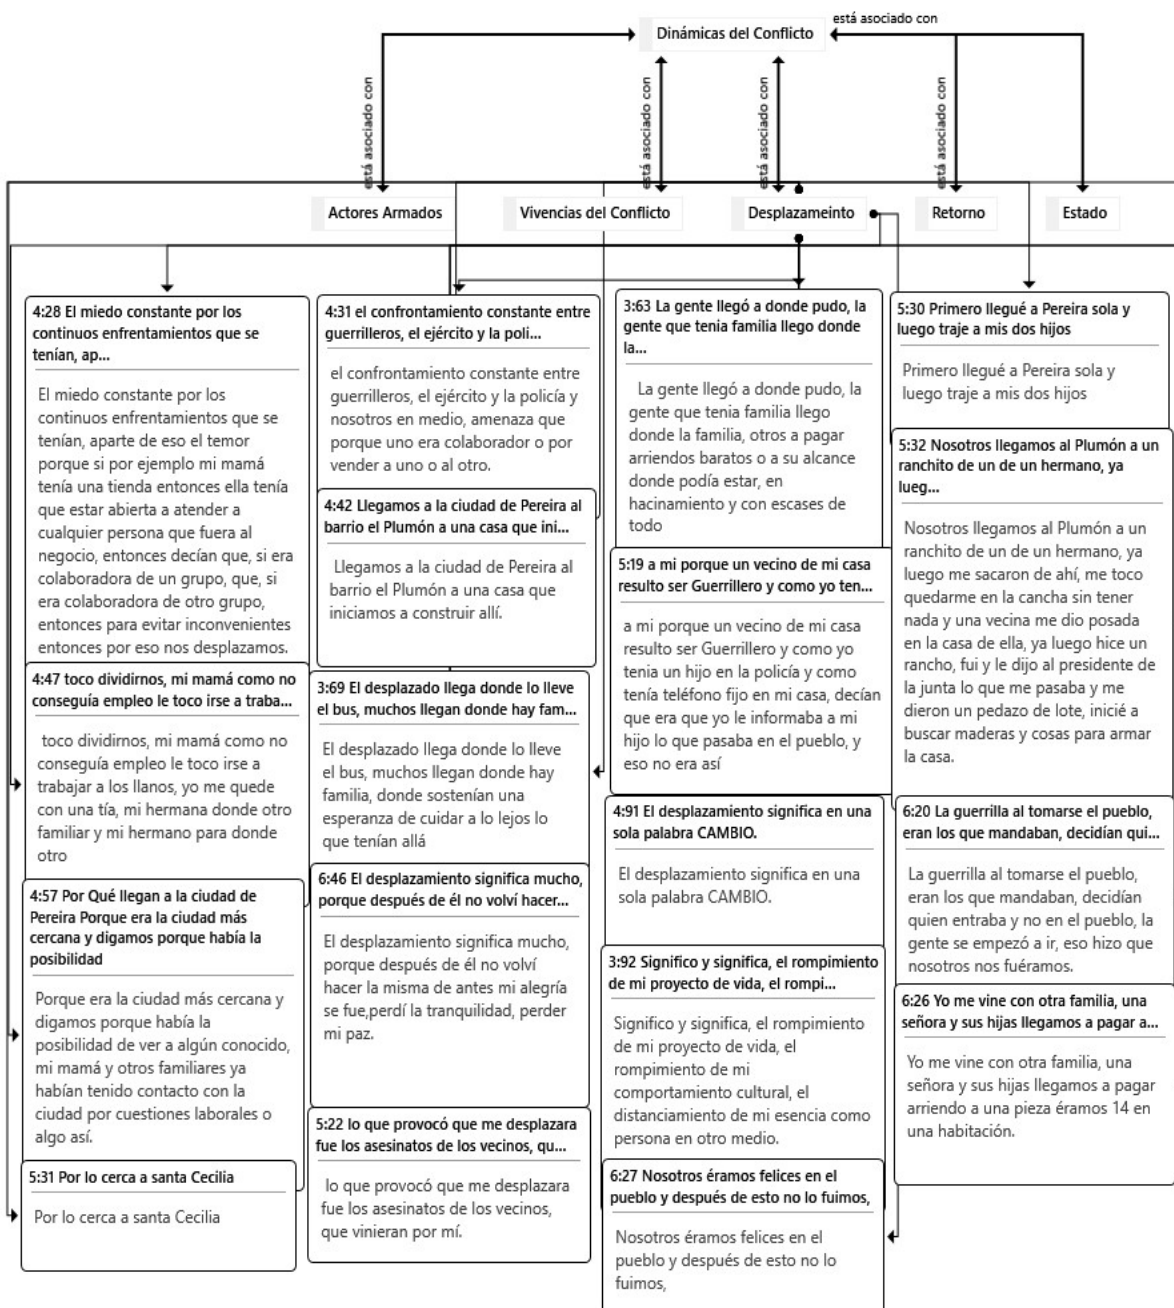 está asociado con
Dinámicas del Conflicto
está asociado con
está asociado con
está asociado con
está asociado con
Actores Armados
Vivencias del Conflicto
Desplazameinto
Retorno
Estado
4:28 El miedo constante por los
continuos enfrentamientos que se
tenían, ap...
El miedo constante por los
continuos enfrentamientos que se
tenían, aparte de eso el temor
porque si por ejemplo mi mamá
tenía una tienda entonces ella tenía
que estar abierta a atender a
cualquier persona que fuera al
negocio, entonces decían que, si era
colaboradora de un grupo, que, si
era colaboradora de otro grupo,
entonces para evitar inconvenientes
entonces por eso nos desplazamos.
4:47 toco dividirnos, mi mamá como no
conseguía empleo le toco irse a traba...
toco dividirnos, mi mamá como no
conseguía empleo le toco irse a
trabajar a los llanos, yo me quede
con una tía, mi hermana donde otro
familiar y mi hermano para donde
otro
4:57 Por Qué llegan a la ciudad de
Pereira Porque era la ciudad más
cercana y digamos porque había la
posibilidad
Porque era la ciudad más cercana y
digamos porque había la
posibilidad de ver a algún conocido,
mi mamá y otros familiares ya
habían tenido contacto con la
ciudad por cuestiones laborales o
algo así.
5:31 Por lo cerca a santa Cecilia
Por lo cerca a santa Cecilia
4:31 el confrontamiento constante entre
guerrilleros, el ejército y la poli...
el confrontamiento constante entre
guerrilleros, el ejército y la policía y
nosotros en medio, amenaza que
porque uno era colaborador o por
vender a uno o al otro.
4:42 Llegamos a la ciudad de Pereira al
barrio el Plumón a una casa que ini...
Llegamos a la ciudad de Pereira al
barrio el Plumón a una casa que
iniciamos a construir allí.
3:69 El desplazado llega donde lo lleve
el bus, muchos llegan donde hay fam...
El desplazado llega donde lo lleve
el bus, muchos llegan donde hay
familia, donde sostenían una
esperanza de cuidar a lo lejos lo
que tenían allá
6:46 El desplazamiento significa mucho,
porque después de él no volví hacer...
El desplazamiento significa mucho,
porque después de él no volví
hacer la misma de antes mi alegría
se fue,perdí la tranquilidad, perder
mi paz.
5:22 lo que provocó que me desplazara
fue los asesinatos de los vecinos, qu...
lo que provocó que me desplazara
fue los asesinatos de los vecinos,
que vinieran por mí.
3:63 La gente llegó a donde pudo, la
gente que tenia familia llego donde
la...
La gente llegó a donde pudo, la
gente que tenia familia llego
donde la familia, otros a pagar
arriendos baratos o a su alcance
donde podía estar, en
hacinamiento y con escases de
todo
5:19 a mi porque un vecino de mi casa
resulto ser Guerrillero y como yo ten...
a mi porque un vecino de mi casa
resulto ser Guerrillero y como yo
tenia un hijo en la policía y como
tenía teléfono fijo en mi casa, decían
que era que yo le informaba a mi
hijo lo que pasaba en el pueblo, y
eso no era así
4:91 El desplazamiento significa en una
sola palabra CAMBIO.
El desplazamiento significa en una
sola palabra CAMBIO.
3:92 Significo y significa, el rompimiento
de mi proyecto de vida, el rompi...
Significo y significa, el rompimiento
de mi proyecto de vida, el
rompimiento de mi
comportamiento cultural, el
distanciamiento de mi esencia como
persona en otro medio.
6:27 Nosotros éramos felices en el
pueblo y después de esto no lo fuimos,
Nosotros éramos felices en el
pueblo y después de esto no lo
fuimos,
5:30 Primero llegué a Pereira sola y
luego traje a mis dos hijos
Primero llegué a Pereira sola y
luego traje a mis dos hijos
5:32 Nosotros llegamos al Plumón a un
ranchito de un de un hermano, ya
lueg...
Nosotros llegamos al Plumón a un
ranchito de un de un hermano, ya
luego me sacaron de ahí, me toco
quedarme en la cancha sin tener
nada y una vecina me dio posada
en la casa de ella, ya luego hice un
rancho, fui y le dijo al presidente de
la junta lo que me pasaba y me
dieron un pedazo de lote, inicié a
buscar maderas y cosas para armar
la casa.
6:20 La guerrilla al tomarse el pueblo,
eran los que mandaban, decidían qui...
La guerrilla al tomarse el pueblo,
eran los que mandaban, decidían
quien entraba y no en el pueblo, la
gente se empezó a ir, eso hizo que
nosotros nos fuéramos.
6:26 Yo me vine con otra familia, una
señora y sus hijas llegamos a pagar a...
Yo me vine con otra familia, una
señora y sus hijas llegamos a pagar
arriendo a una pieza éramos 14 en
una habitación.